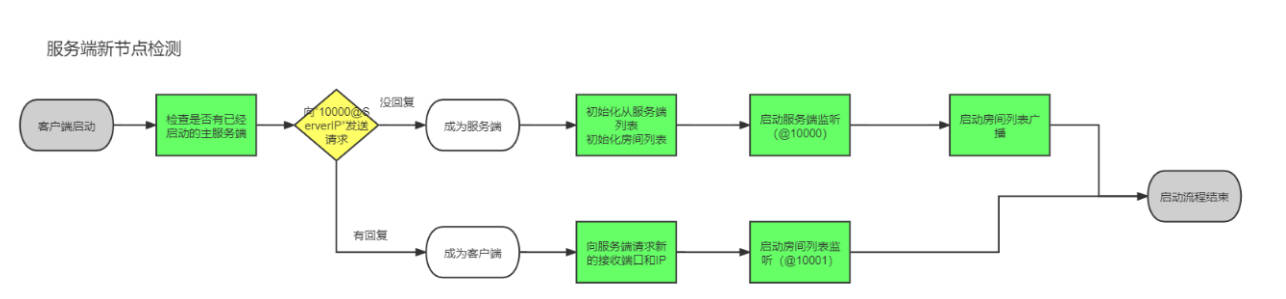 服务端新节点检测
客户端启动
检查是否有已经
启动的主服务端
向"10000@S
erverIP"发送
请求
没回复
成为服务端
初始化从服务端
列表
初始化房间列表
启动服务端监听
（@10000）
启动房间列表广
播
启动流程结束
有回复
成为客户端
向服务端请求新
的接收端口和IP
启动房间列表监
听（@10001）